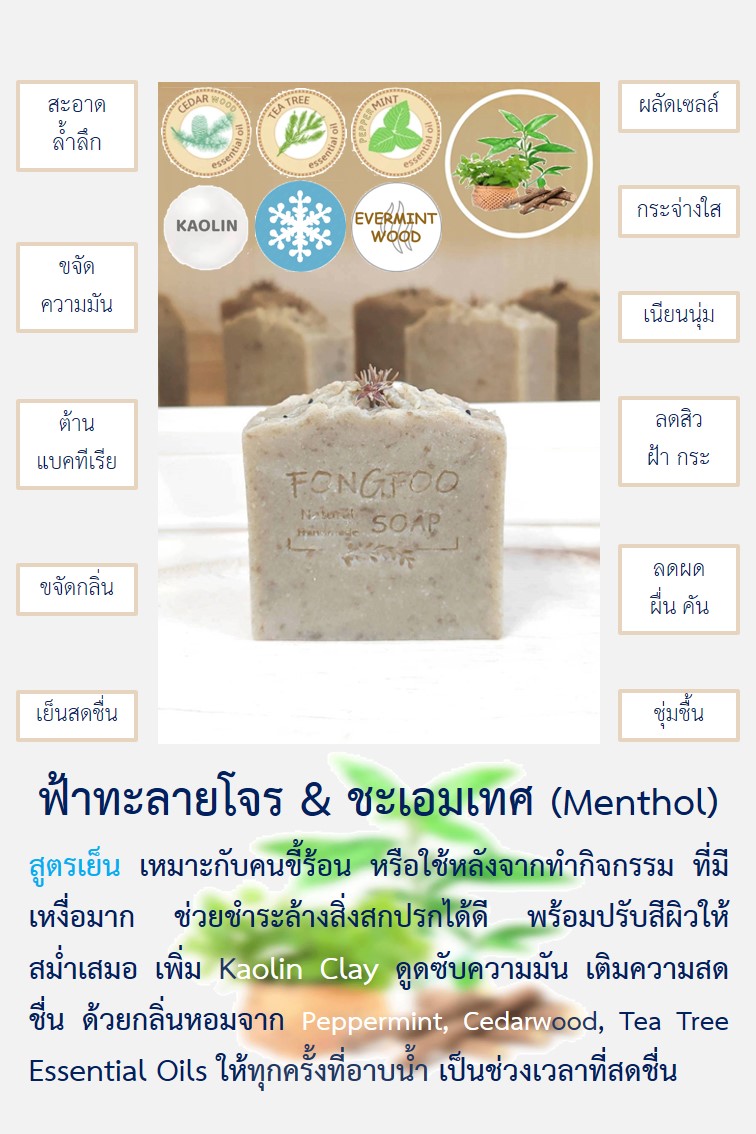 สะอาด
ล้ำลึก
ขจัด
ความมัน
ต้าน
แบคทีเรีย
ขจัดกลิ่น
เย็นสดชื่น
CEDAR WOOD
essential oil
TEA TREE
essential oil
PEPPERMINT
essential oil
KAOLIN
EVERMINT
WOOD
FONGFOO
Natural
SOAP
ผลัดเซลล์
กระจ่างใส
เนียนนุ่ม
ลดสิว
ฝ้า กระ
ลดผด
ผื่น คัน
ชุ่มชื้น
ฟ้าทะลายโจร & ชะเอมเทศ (Menthol)
สูตรเย็น เหมาะกับคนขี้ร้อน หรือใช้หลังจากทำกิจกรรม ที่มี
เหงื่อมาก ช่วยชำระล้างสิ่งสกปรกได้ดี พร้อมปรับสีผิวให้
สม่ำเสมอ เพิ่ม Kaolin Clay ดูดซับความมัน เติมความสด
ชื่น ด้วยกลิ่นหอมจาก Peppermint, Cedarwood, Tea Tree
Essential Oils ให้ทุกครั้งที่อาบน้ำ เป็นช่วงเวลาที่สดชื่น